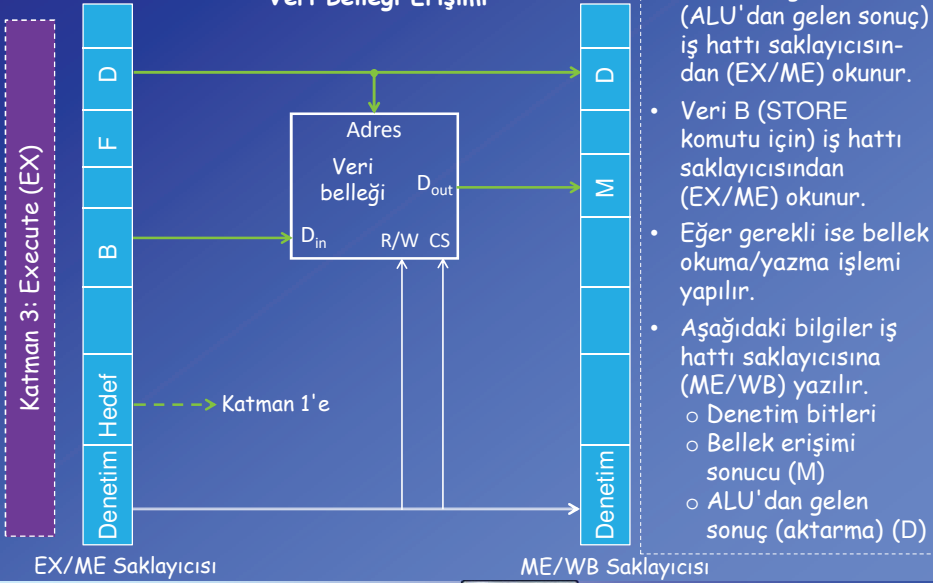 Veri Belleği Erişimi
Katman 3: Execute (EX)
D
F
B
Hedef
Denetim
EX/ME Saklayıcısı
Adres
Veri
belleği
Dout
Din
R/W CS
Katman 1'e
D
M
Denetim
ME/WB Saklayıcısı
(ALU'dan gelen sonuç)
iş hattı saklayıcısın-
dan (EX/ME) okunur.
• Veri B (STORE
komutu için) iş hattı
saklayıcısından
(EX/ME) okunur.
• Eğer gerekli ise bellek
okuma/yazma işlemi
yapılır.
• Aşağıdaki bilgiler iş
hattı saklayıcısına
(ME/WB) yazılır.
o Denetim bitleri
o Bellek erişimi
sonucu (M)
o ALU'dan gelen
sonuç (aktarma) (D)